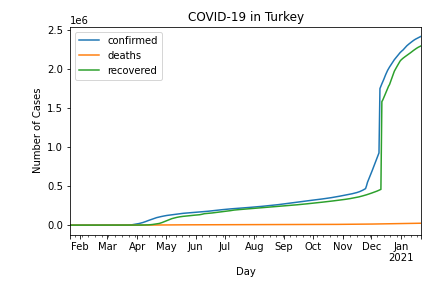 COVID-19 in Turkey
1e6
2.5
2.0
1.5
1.0
0.5
0.0
Number of Cases
confirmed
deaths
recovered
Feb Mar Apr May Jun Jul Aug Sep Oct Nov Dec Jan
2021
Day